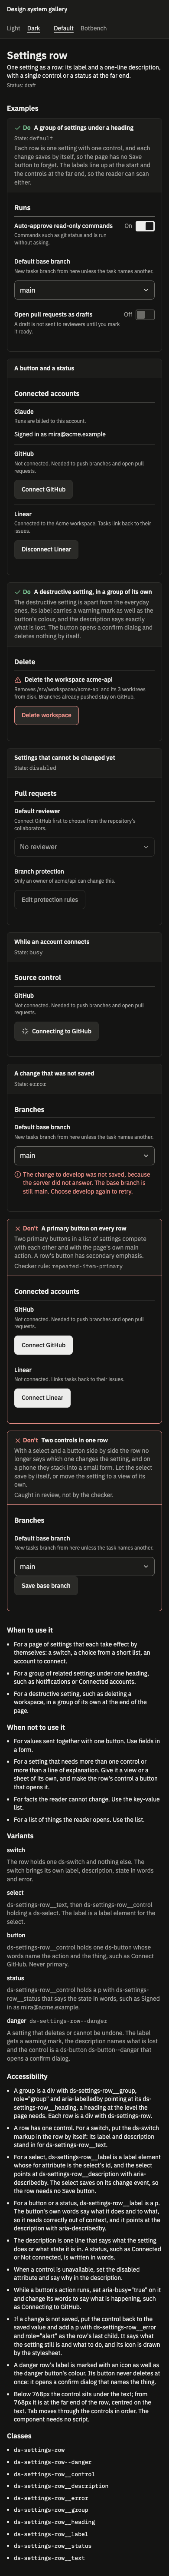 Design system gallery
Light Dark Default Botbench
Settings row
One setting as a row: its label and a one-line description, with a single control or a status at the far end.
Status: draft
Examples
Do A group of settings under a heading
State: default
Each row is one setting with one control, and each change saves by itself, so the page has no Save button to forget. The labels line up at the start and the controls at the far end, so the reader can scan either.
Runs
Auto-approve read-only commands On
Commands such as git status and ls run without asking.
Default base branch
New tasks branch from here unless the task names another.
main
Open pull requests as drafts Off
A draft is not sent to reviewers until you mark it ready.
A button and a status
Connected accounts
Claude
Runs are billed to this account.
Signed in as mira@acme.example
GitHub
Not connected. Needed to push branches and open pull requests.
Connect GitHub
Linear
Connected to the Acme workspace. Tasks link back to their issues.
Disconnect Linear
Do A destructive setting, in a group of its own
The destructive setting is apart from the everyday ones, its label carries a warning mark as well as the button's colour, and the description says exactly what is lost. The button opens a confirm dialog and deletes nothing by itself.
Delete
Delete the workspace acme-api
Removes /srv/workspaces/acme-api and its 3 worktrees from disk. Branches already pushed stay on GitHub.
Delete workspace
Settings that cannot be changed yet
State: disabled
Pull requests
Default reviewer
Connect GitHub first to choose from the repository's collaborators.
No reviewer
Branch protection
Only an owner of acme/api can change this.
Edit protection rules
While an account connects
State: busy
Source control
GitHub
Not connected. Needed to push branches and open pull requests.
Connecting to GitHub
A change that was not saved
State: error
Branches
Default base branch
New tasks branch from here unless the task names another.
main
The change to develop was not saved, because the server did not answer. The base branch is still main. Choose develop again to retry.
Don't A primary button on every row
Two primary buttons in a list of settings compete with each other and with the page's own main action. A row's button has secondary emphasis.
Checker rule: repeated-item-primary
Connected accounts
GitHub
Not connected. Needed to push branches and open pull requests.
Connect GitHub
Linear
Not connected. Links tasks back to their issues.
Connect Linear
Don't Two controls in one row
With a select and a button side by side the row no longer says which one changes the setting, and on a phone they stack into a small form. Let the select save by itself, or move the setting to a view of its own.
Caught in review, not by the checker.
Branches
Default base branch
New tasks branch from here unless the task names another.
main
Save base branch
When to use it
For a page of settings that each take effect by themselves: a switch, a choice from a short list, an account to connect.
For a group of related settings under one heading, such as Notifications or Connected accounts.
For a destructive setting, such as deleting a workspace, in a group of its own at the end of the page.
When not to use it
For values sent together with one button. Use fields in a form.
For a setting that needs more than one control or more than a line of explanation. Give it a view or a sheet of its own, and make the row's control a button that opens it.
For facts the reader cannot change. Use the key-value list.
For a list of things the reader opens. Use the list.
Variants
switch
The row holds one ds-switch and nothing else. The switch brings its own label, description, state in words and error.
select
ds-settings-row__text, then ds-settings-row__control holding a ds-select. The label is a label element for the select.
button
ds-settings-row__control holds one ds-button whose words name the action and the thing, such as Connect GitHub. Never primary.
status
ds-settings-row__control holds a p with ds-settings-row__status that says the state in words, such as Signed in as mira@acme.example.
danger ds-settings-row--danger
A setting that deletes or cannot be undone. The label gets a warning mark, the description names what is lost and the control is a ds-button ds-button--danger that opens a confirm dialog.
Accessibility
A group is a div with ds-settings-row__group, role="group" and aria-labelledby pointing at its ds-settings-row__heading, a heading at the level the page needs. Each row is a div with ds-settings-row.
A row has one control. For a switch, put the ds-switch markup in the row by itself: its label and description stand in for ds-settings-row__text.
For a select, ds-settings-row__label is a label element whose for attribute is the select's id, and the select points at ds-settings-row__description with aria-describedby. The select saves on its change event, so the row needs no Save button.
For a button or a status, ds-settings-row__label is a p. The button's own words say what it does and to what, so it reads correctly out of context, and it points at the description with aria-describedby.
The description is one line that says what the setting does or what state it is in. A status, such as Connected or Not connected, is written in words.
When a control is unavailable, set the disabled attribute and say why in the description.
While a button's action runs, set aria-busy="true" on it and change its words to say what is happening, such as Connecting to GitHub.
If a change is not saved, put the control back to the saved value and add a p with ds-settings-row__error and role="alert" as the row's last child. It says what the setting still is and what to do, and its icon is drawn by the stylesheet.
A danger row's label is marked with an icon as well as the danger button's colour. Its button never deletes at once: it opens a confirm dialog that names the thing.
Below 768px the control sits under the text; from 768px it is at the far end of the row, centred on the text. Tab moves through the controls in order. The component needs no script.
Classes
ds-settings-row
ds-settings-row--danger
ds-settings-row__control
ds-settings-row__description
ds-settings-row__error
ds-settings-row__group
ds-settings-row__heading
ds-settings-row__label
ds-settings-row__status
ds-settings-row__text